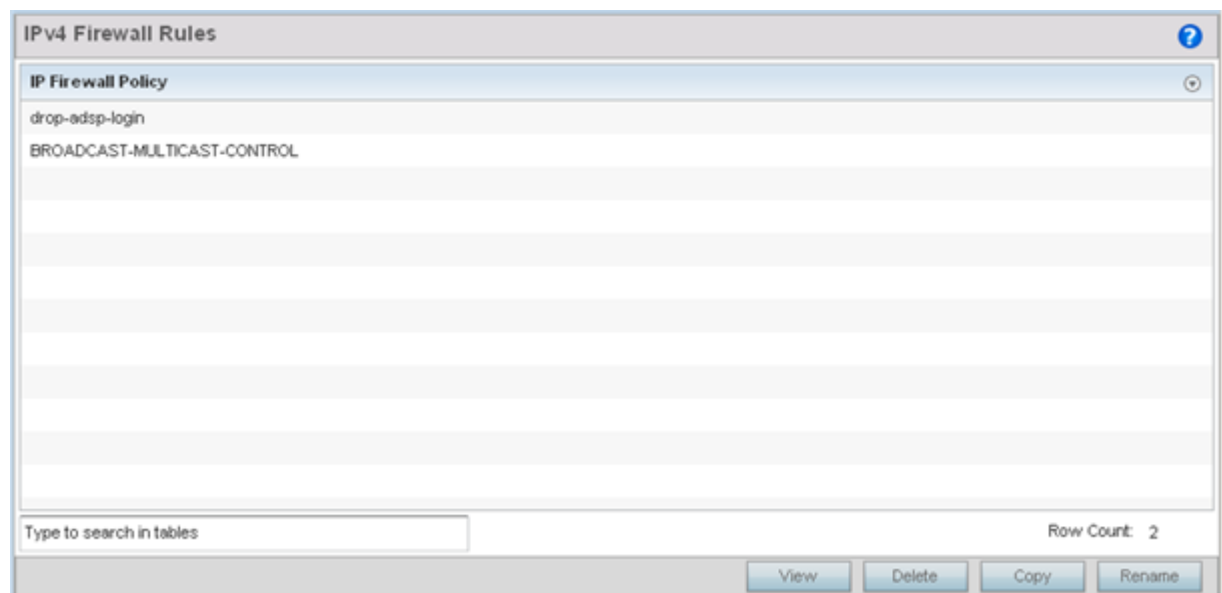 IPv4 Firewall Rules
?
IP Firewall Policy
drop-adsp-login
BROADCAST-MULTICAST-CONTROL
Type to search in tables
Row Count: 2
View Delete Copy Rename